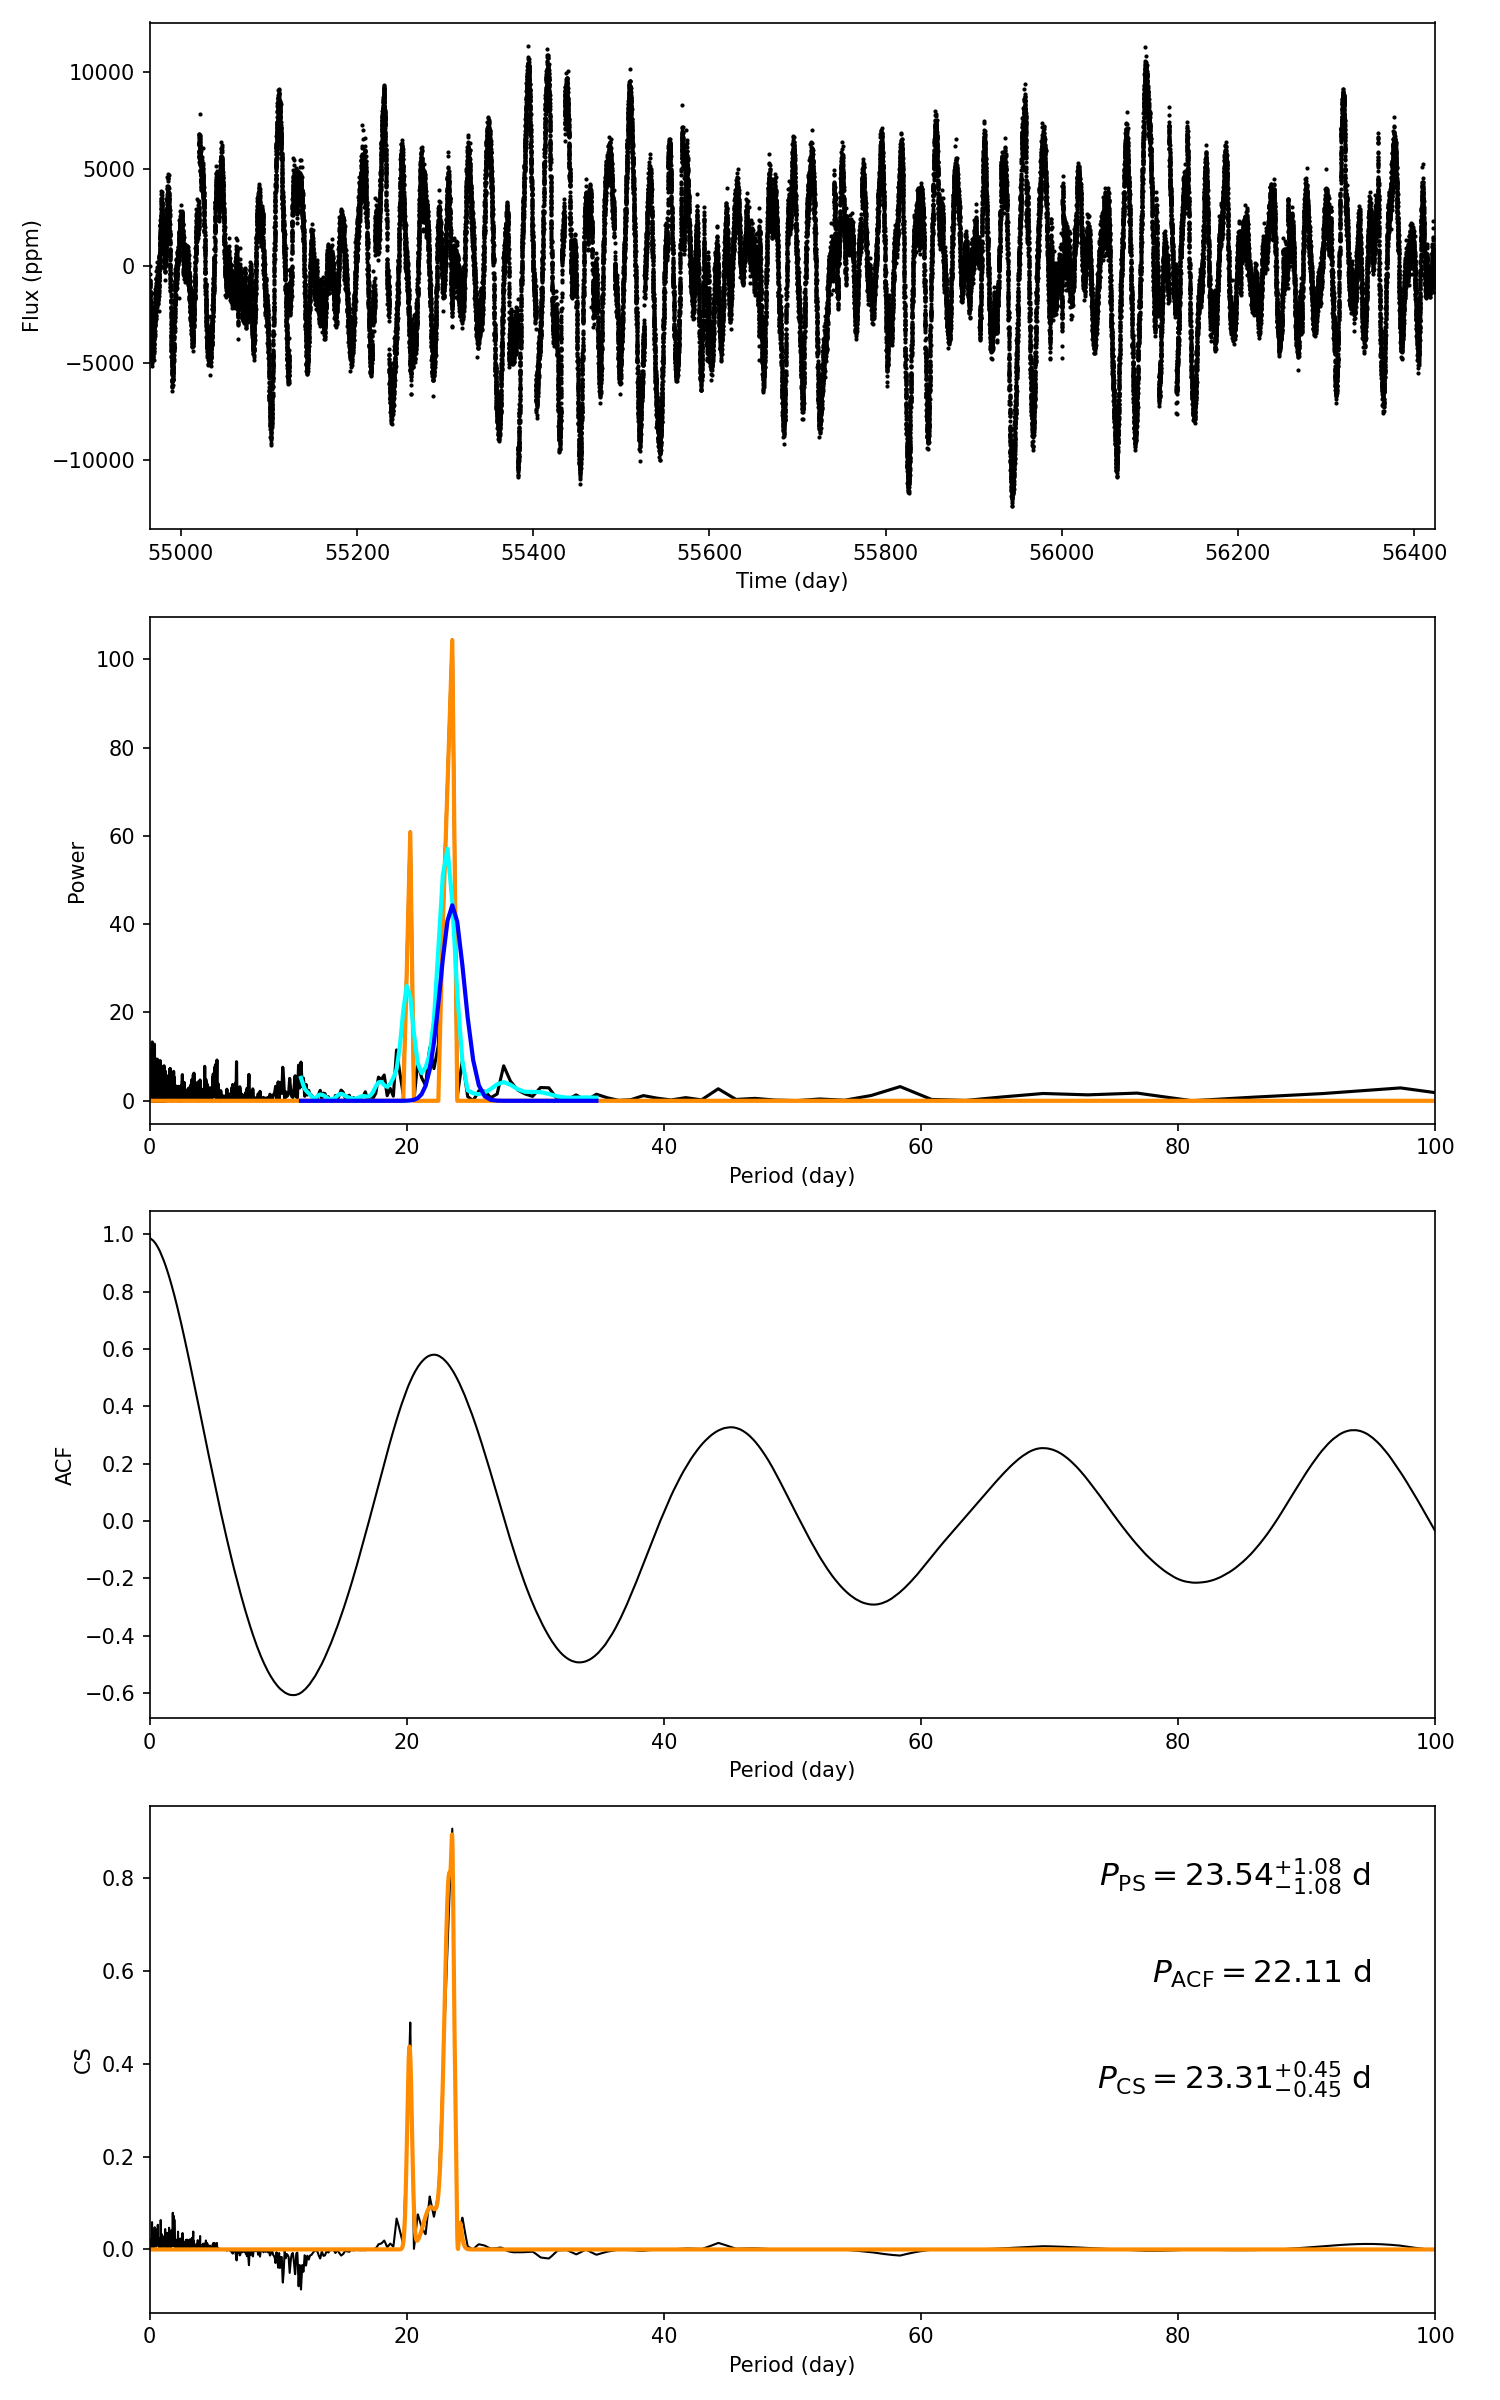 10000
5000
0
−5000
−10000
Flux (ppm)
55000 55200 55400 55600 55800 56000 56200 56400
Time (day)
100
80
60
40
20
0
Power
0 20 40 60 80 100
Period (day)
1.0
0.8
0.6
0.4
0.2
0.0
−0.2
−0.4
−0.6
ACF
0 20 40 60 80 100
Period (day)
0.8
0.6
0.4
0.2
0.0
CS
P_PS = 23.54^{+1.08}_{−1.08} d
P_ACF = 22.11 d
P_CS = 23.31^{+0.45}_{−0.45} d
0 20 40 60 80 100
Period (day)